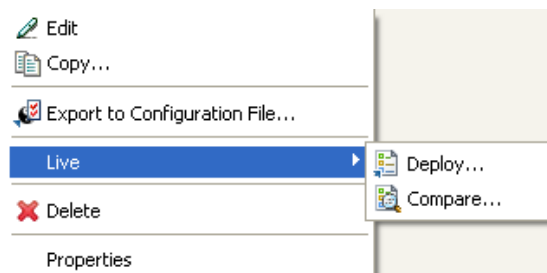 Edit
Copy...
Export to Configuration File...
Live
Deploy...
Compare...
Delete
Properties